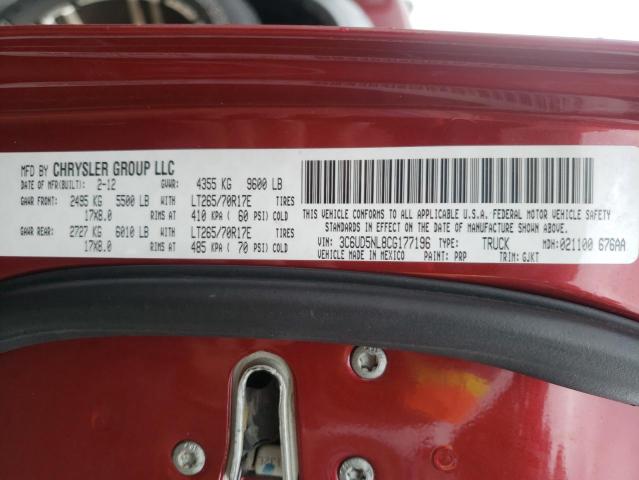 MFD BY CHRYSLER GROUP LLC
DATE OF MFR(BUILT): 2-12 GVWR: 4355 KG 9600 LB
GAWR FRONT: 2495 KG 5500 LB LT265/70R17E TIRES
17X8.0 RIMS AT 410 KPA ( 60 PSI) COLD
GAWR REAR: 2727 KG 6010 LB LT265/70R17E TIRES
17X8.0 RIMS AT 485 KPA ( 70 PSI) COLD
THIS VEHICLE CONFORMS TO ALL APPLICABLE U.S.A. FEDERAL MOTOR VEHICLE SAFETY
STANDARDS IN EFFECT ON THE DATE OF MANUFACTURE SHOWN ABOVE.
VIN: 3C6UD5NL8CG177196 TYPE: TRUCK MDH:021100 676AA
VEHICLE MADE IN MEXICO PAINT: PRP TRIM: GJKT